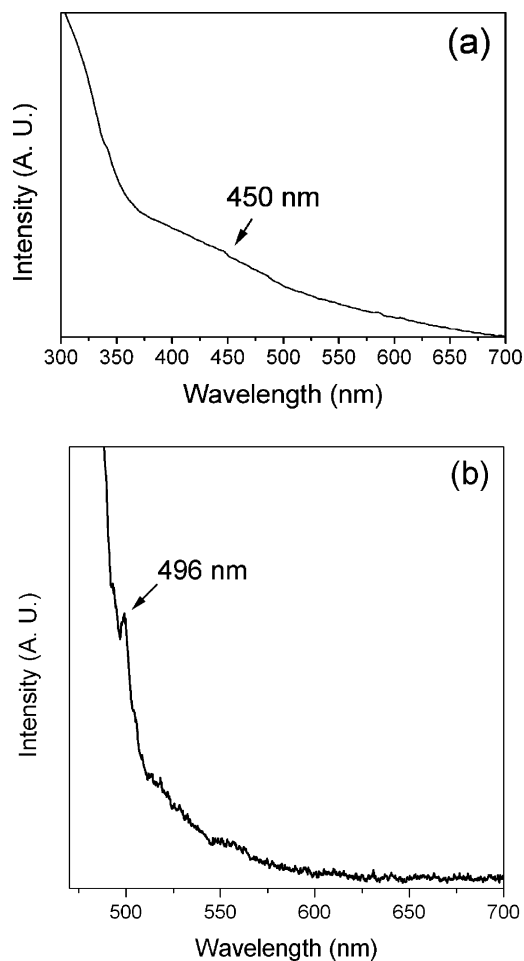 (a)
450 nm
Intensity (A. U.)
300 350 400 450 500 550 600 650 700
Wavelength (nm)
(b)
496 nm
Intensity (A. U.)
500 550 600 650 700
Wavelength (nm)